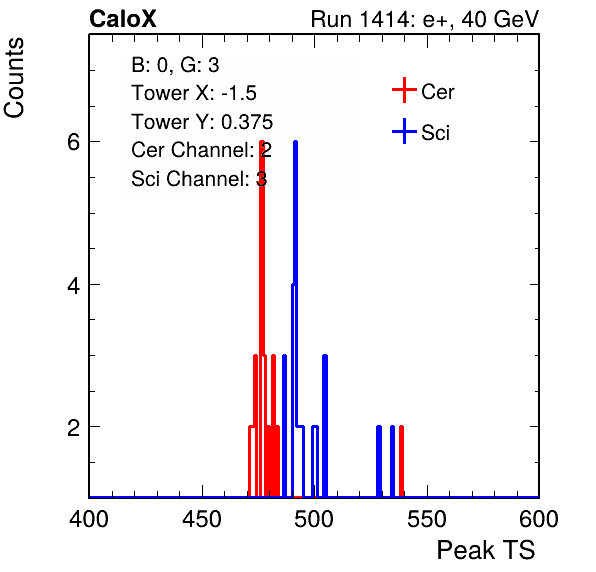 CaloX Run 1414: e+, 40 GeV
Counts
B: 0, G: 3
Tower X: -1.5
Tower Y: 0.375
Cer Channel: 2
Sci Channel: 3
Cer
Sci
6
4
2
400 450 500 550 600
Peak TS